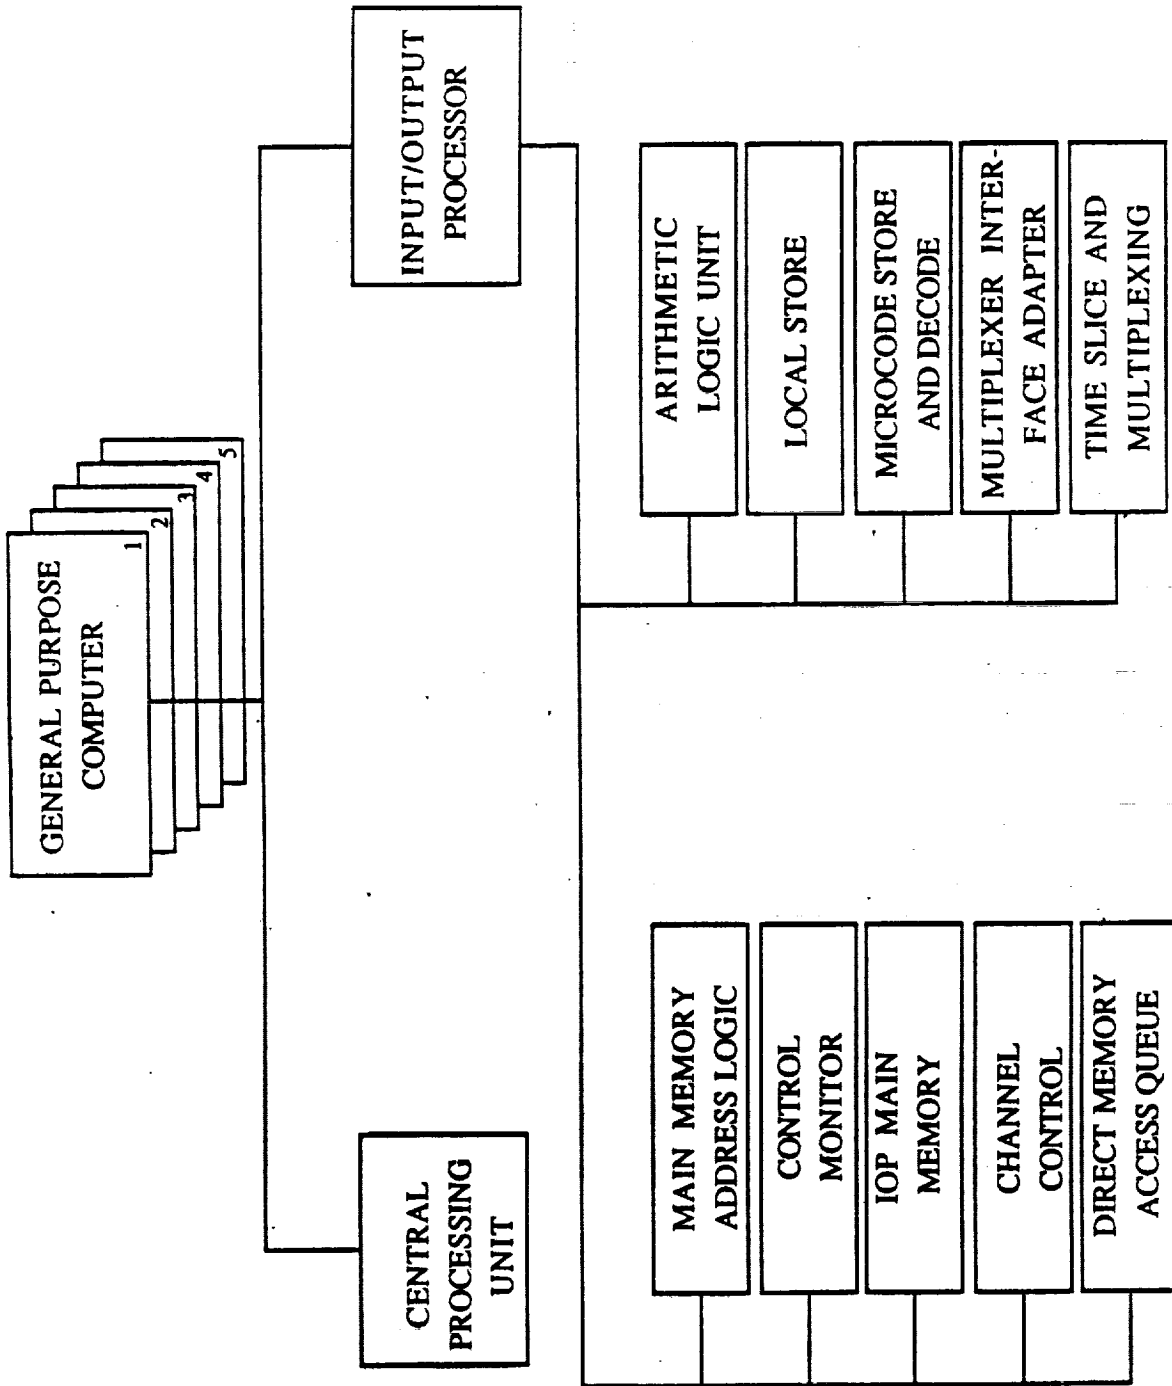 GENERAL PURPOSE
COMPUTER
1
2
3
4
5
CENTRAL
PROCESSING
UNIT
INPUT/OUTPUT
PROCESSOR
MAIN MEMORY
ADDRESS LOGIC
CONTROL
MONITOR
IOP MAIN
MEMORY
CHANNEL
CONTROL
DIRECT MEMORY
ACCESS QUEUE
ARITHMETIC
LOGIC UNIT
LOCAL STORE
MICROCODE STORE
AND DECODE
MULTIPLEXER INTER-
FACE ADAPTER
TIME SLICE AND
MULTIPLEXING